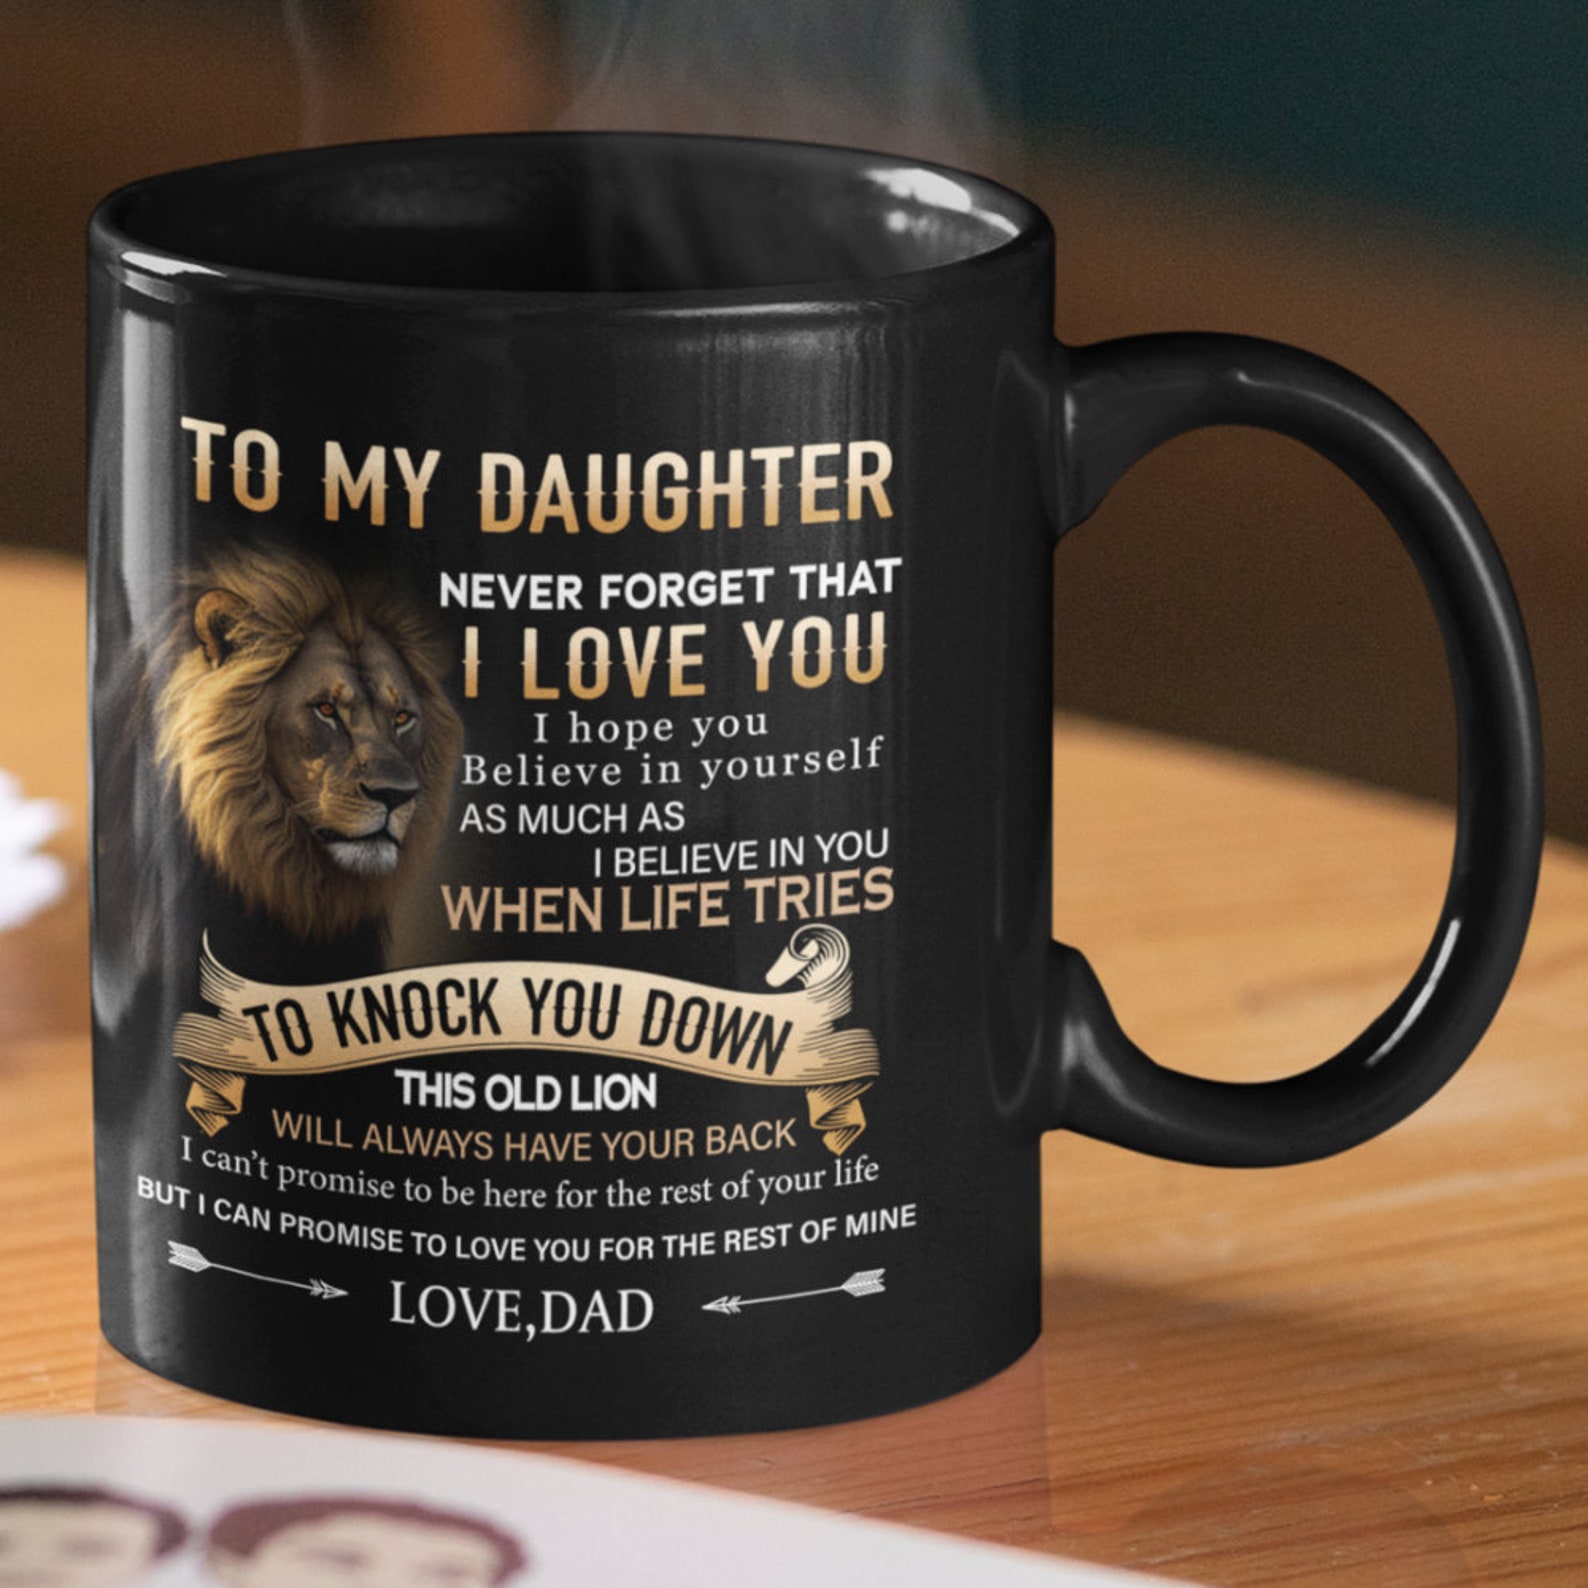 TO MY DAUGHTER
NEVER FORGET THAT
I LOVE YOU
I hope you
Believe in yourself
AS MUCH AS
I BELIEVE IN YOU
WHEN LIFE TRIES
TO KNOCK YOU DOWN
THIS OLD LION
WILL ALWAYS HAVE YOUR BACK
I can't promise to be here for the rest of your life
BUT I CAN PROMISE TO LOVE YOU FOR THE REST OF MINE
LOVE,DAD